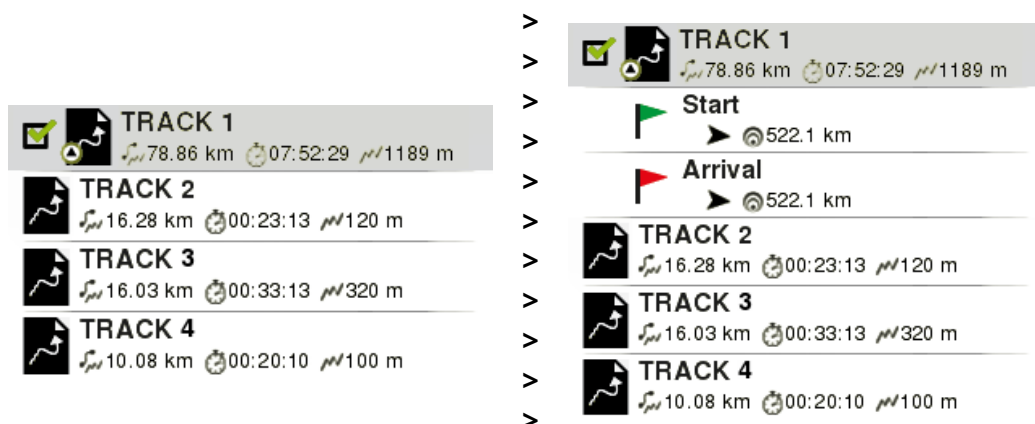 TRACK 1
78.86 km 07:52:29 1189 m
TRACK 2
16.28 km 00:23:13 120 m
TRACK 3
16.03 km 00:33:13 320 m
TRACK 4
10.08 km 00:20:10 100 m
>
>
>
>
>
>
>
>
>
>
>
TRACK 1
78.86 km 07:52:29 1189 m
Start
522.1 km
Arrival
522.1 km
TRACK 2
16.28 km 00:23:13 120 m
TRACK 3
16.03 km 00:33:13 320 m
TRACK 4
10.08 km 00:20:10 100 m